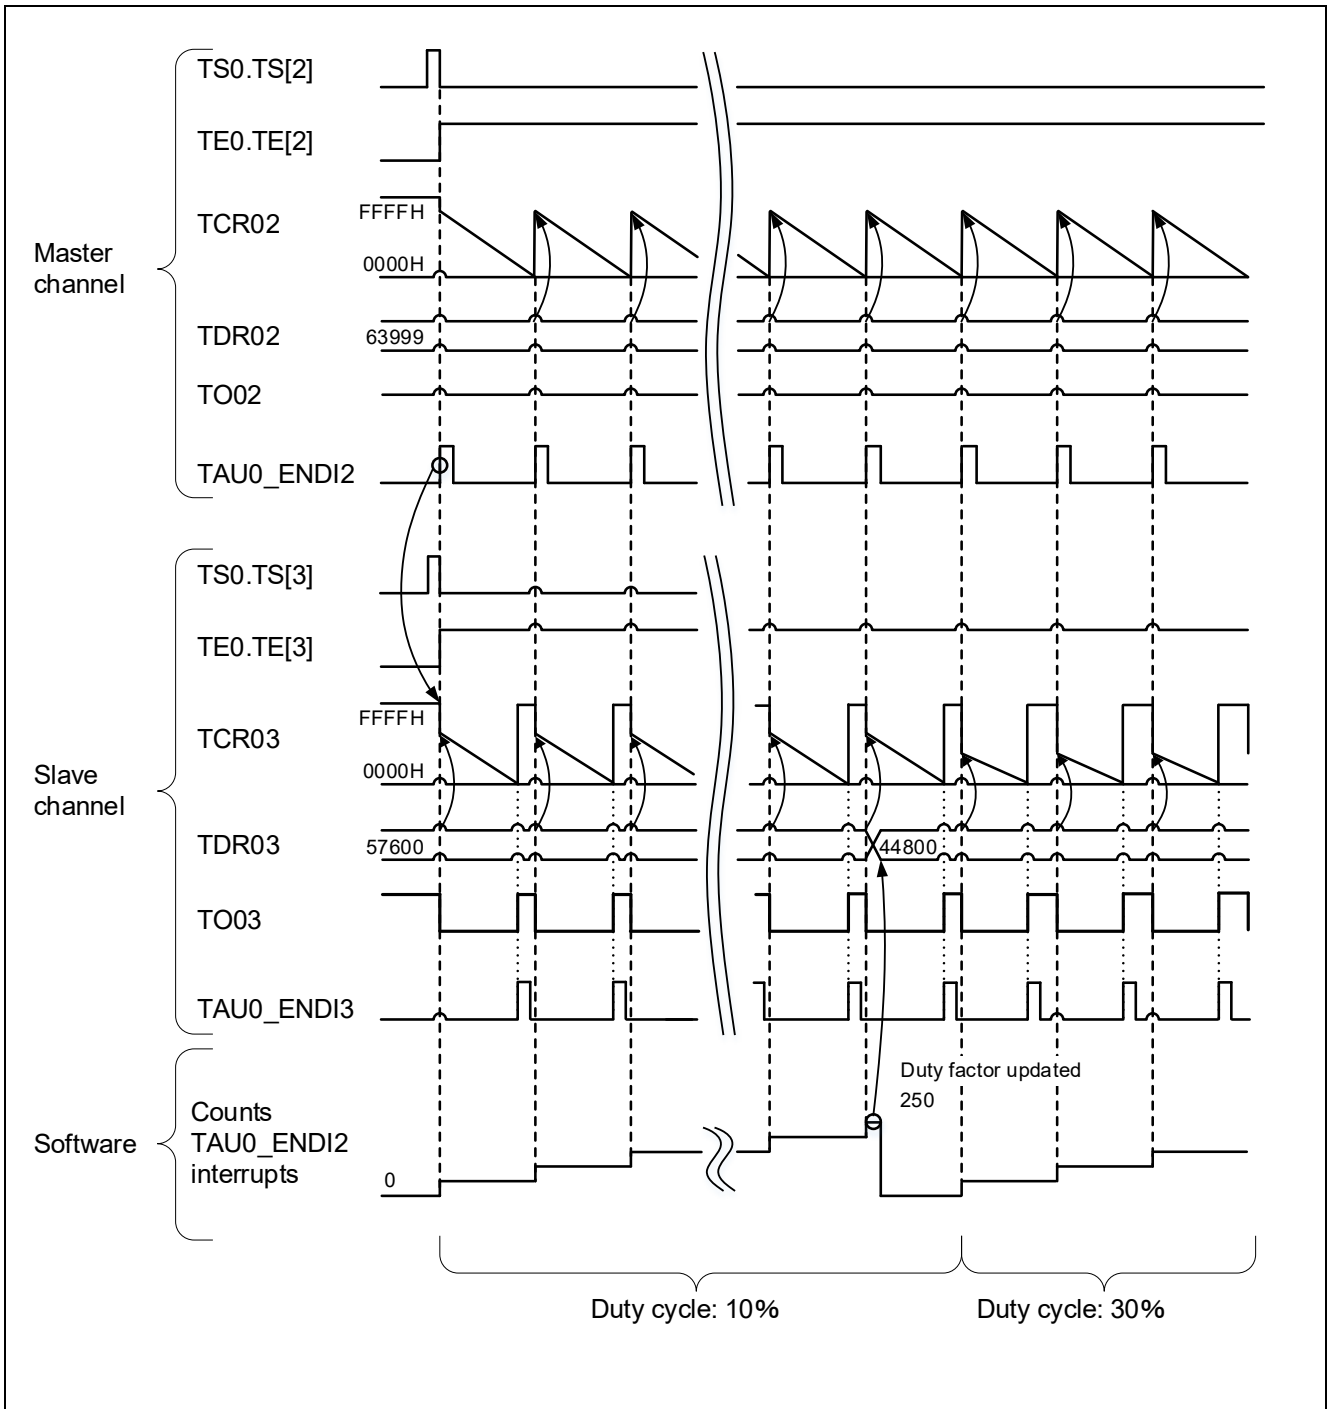 TS0.TS[2]
TE0.TE[2]
Master
channel
TCR02
FFFFH
0000H
TDR02
63999
TO02
TAU0_ENDI2
TS0.TS[3]
TE0.TE[3]
Slave
channel
TCR03
FFFFH
0000H
TDR03
57600
44800
TO03
TAU0_ENDI3
Software
Counts
TAU0_ENDI2
interrupts
0
Duty factor updated
250
Duty cycle: 10%
Duty cycle: 30%